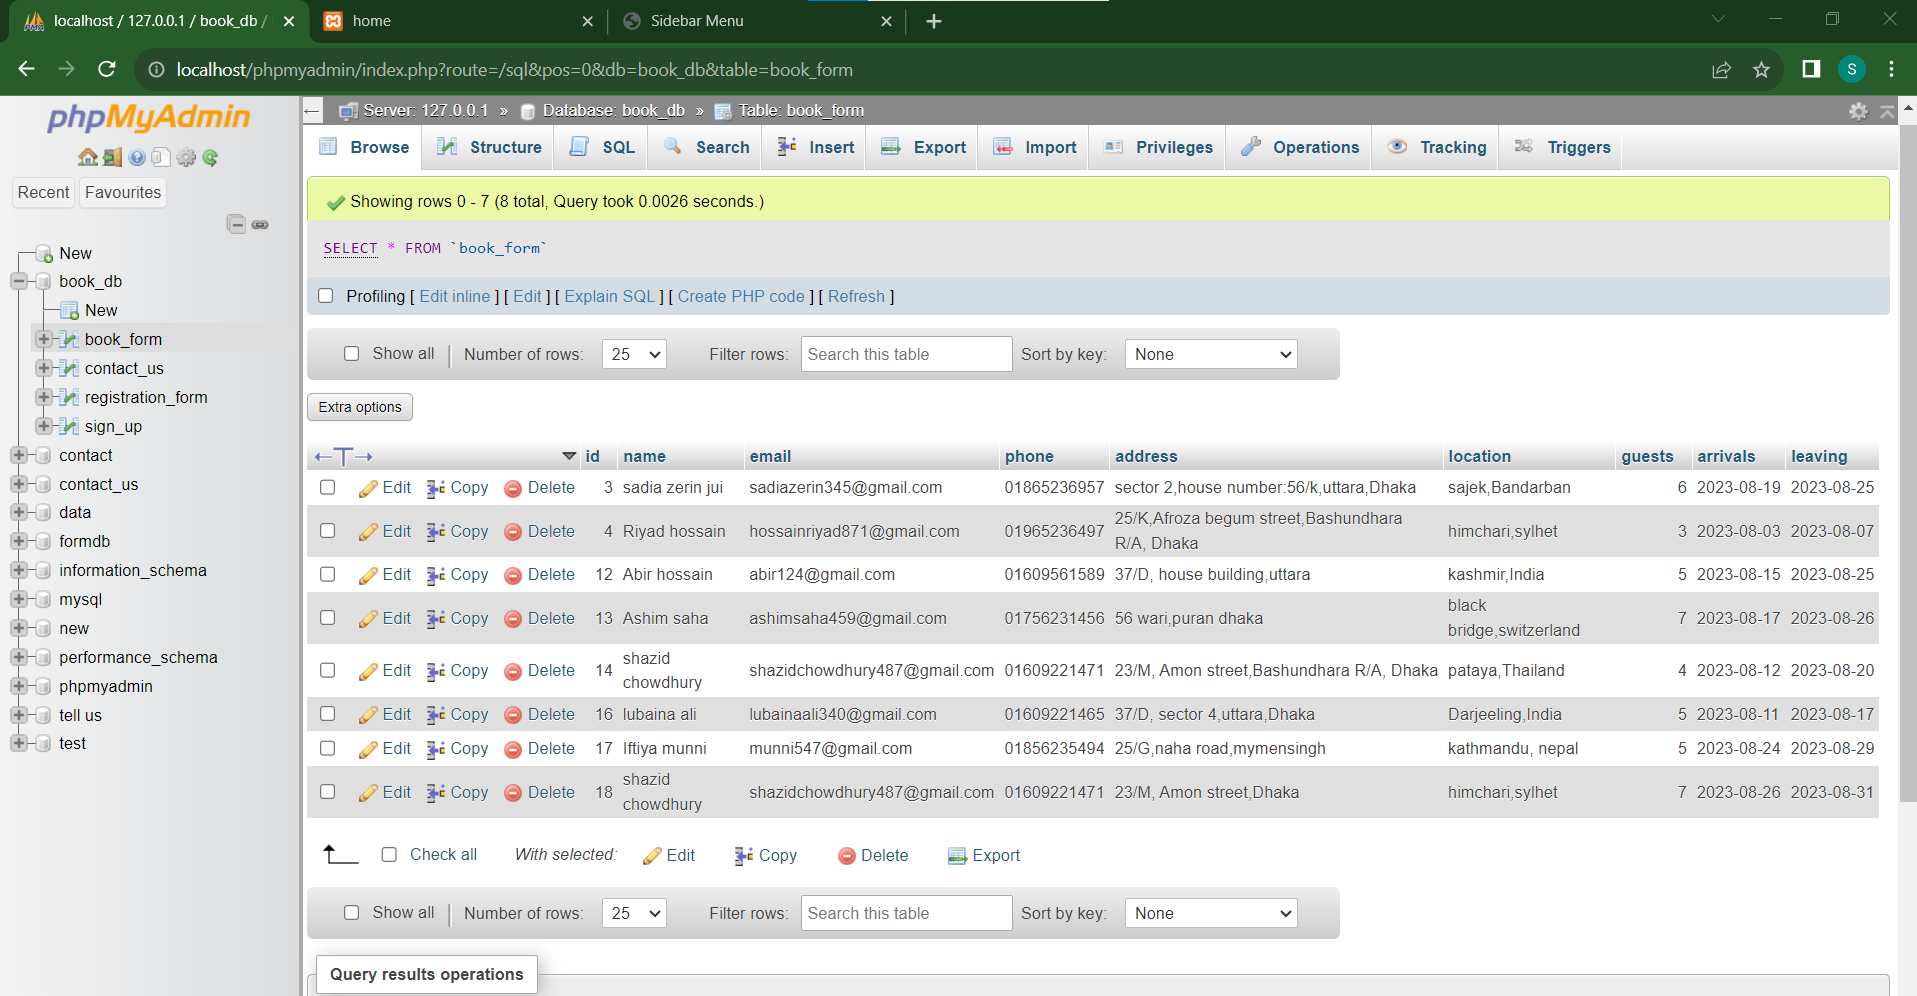 localhost / 127.0.0.1 / book_db /
home
Sidebar Menu
localhost/phpmyadmin/index.php?route=/sql&pos=0&db=book_db&table=book_form
S
phpMyAdmin
Recent
Favourites
New
book_db
New
book_form
contact_us
registration_form
sign_up
contact
contact_us
data
formdb
information_schema
mysql
new
performance_schema
phpmyadmin
tell us
test
Server: 127.0.0.1 » Database: book_db » Table: book_form
Browse Structure SQL Search Insert Export Import Privileges Operations Tracking Triggers
Showing rows 0 - 7 (8 total, Query took 0.0026 seconds.)
SELECT * FROM `book_form`
Profiling [ Edit inline ] [ Edit ] [ Explain SQL ] [ Create PHP code ] [ Refresh ]
Show all | Number of rows: 25 Filter rows: Search this table Sort by key: None
Extra options
id name email phone address location guests arrivals leaving
Edit Copy Delete 3 sadia zerin jui sadiazerin345@gmail.com 01865236957 sector 2,house number:56/k,uttara,Dhaka sajek,Bandarban 6 2023-08-19 2023-08-25
Edit Copy Delete 4 Riyad hossain hossainriyad871@gmail.com 01965236497 25/K,Afroza begum street,Bashundhara R/A, Dhaka himchari,sylhet 3 2023-08-03 2023-08-07
Edit Copy Delete 12 Abir hossain abir124@gmail.com 01609561589 37/D, house building,uttara kashmir,India 5 2023-08-15 2023-08-25
Edit Copy Delete 13 Ashim saha ashimsaha459@gmail.com 01756231456 56 wari,puran dhaka black bridge,switzerland 7 2023-08-17 2023-08-26
Edit Copy Delete 14 shazid chowdhury shazidchowdhury487@gmail.com 01609221471 23/M, Amon street,Bashundhara R/A, Dhaka pataya,Thailand 4 2023-08-12 2023-08-20
Edit Copy Delete 16 lubaina ali lubainaali340@gmail.com 01609221465 37/D, sector 4,uttara,Dhaka Darjeeling,India 5 2023-08-11 2023-08-17
Edit Copy Delete 17 Iftiya munni munni547@gmail.com 01856235494 25/G,naha road,mymensingh kathmandu, nepal 5 2023-08-24 2023-08-29
Edit Copy Delete 18 shazid chowdhury shazidchowdhury487@gmail.com 01609221471 23/M, Amon street,Dhaka himchari,sylhet 7 2023-08-26 2023-08-31
Check all With selected: Edit Copy Delete Export
Show all | Number of rows: 25 Filter rows: Search this table Sort by key: None
Query results operations